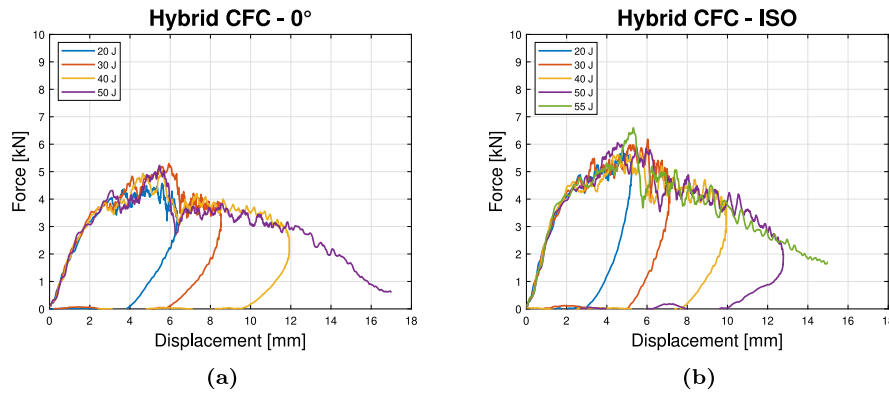 Hybrid CFC - 0°
10
9
8
7
6
5
4
3
2
1
0
Force [kN]
20 J
30 J
40 J
50 J
0 2 4 6 8 10 12 14 16 18
Displacement [mm]
(a)
Hybrid CFC - ISO
10
9
8
7
6
5
4
3
2
1
0
Force [kN]
20 J
30 J
40 J
50 J
55 J
0 2 4 6 8 10 12 14 16 18
Displacement [mm]
(b)